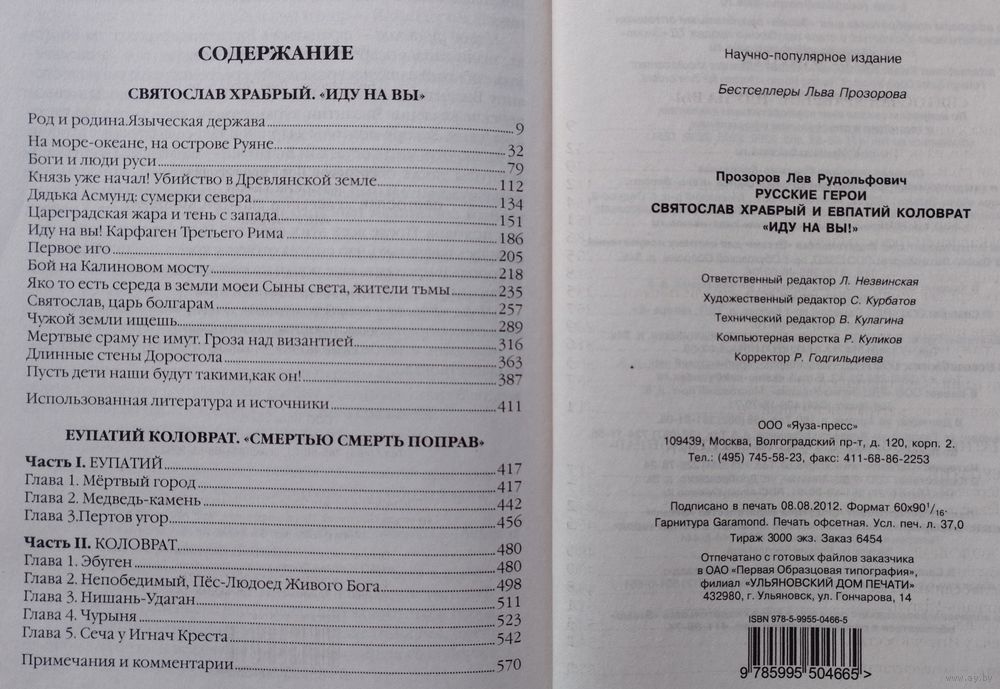 СОДЕРЖАНИЕ
СВЯТОСЛАВ ХРАБРЫЙ. «ИДУ НА ВЫ»
Род и родина.Языческая держава 9
На море-океане, на острове Руяне 32
Боги и люди руси 79
Князь уже начал! Убийство в Древлянской земле 112
Дядька Асмунд: сумерки севера 134
Цареградская жара и тень с запада 151
Иду на вы! Карфаген Третьего Рима 186
Первое иго 205
Бой на Калиновом мосту 218
Яко то есть середа в земли моеи Сыны света, жители тьмы 235
Святослав, царь болгарам 257
Чужой земли ищешь 289
Мертвые сраму не имут. Гроза над византией 316
Длинные стены Доростола 363
Пусть дети наши будут такими,как он! 387
Использованная литература и источники 411
ЕУПАТИЙ КОЛОВРАТ. «СМЕРТЬЮ СМЕРТЬ ПОПРАВ»
Часть I. ЕУПАТИЙ 417
Глава 1. Мёртвый город 417
Глава 2. Медведь-камень 442
Глава 3.Пертов угор 456
Часть II. КОЛОВРАТ 480
Глава 1. Эбуген 480
Глава 2. Непобедимый, Пёс-Людоед Живого Бога 498
Глава 3. Нишань-Удаган 511
Глава 4. Чурыня 523
Глава 5. Сеча у Игнач Креста 542
Примечания и комментарии 570
Научно-популярное издание
Бестселлеры Льва Прозорова
Прозоров Лев Рудольфович
РУССКИЕ ГЕРОИ
СВЯТОСЛАВ ХРАБРЫЙ И ЕВПАТИЙ КОЛОВРАТ
«ИДУ НА ВЫ!»
Ответственный редактор Л. Незвинская
Художественный редактор С. Курбатов
Технический редактор В. Кулагина
Компьютерная верстка Р. Куликов
Корректор Р. Годгильдиева
ООО «Яуза-пресс»
109439, Москва, Волгоградский пр-т, д. 120, корп. 2.
Тел.: (495) 745-58-23, факс: 411-68-86-2253
Подписано в печать 08.08.2012. Формат 60x90 1/16.
Гарнитура Garamond. Печать офсетная. Усл. печ. л. 37,0
Тираж 3000 экз. Заказ 6454
Отпечатано с готовых файлов заказчика
в ОАО «Первая Образцовая типография»,
филиал «УЛЬЯНОВСКИЙ ДОМ ПЕЧАТИ»
432980, г. Ульяновск, ул. Гончарова, 14
ISBN 978-5-9955-0466-5
9 785995 504665 >
www.ay.by